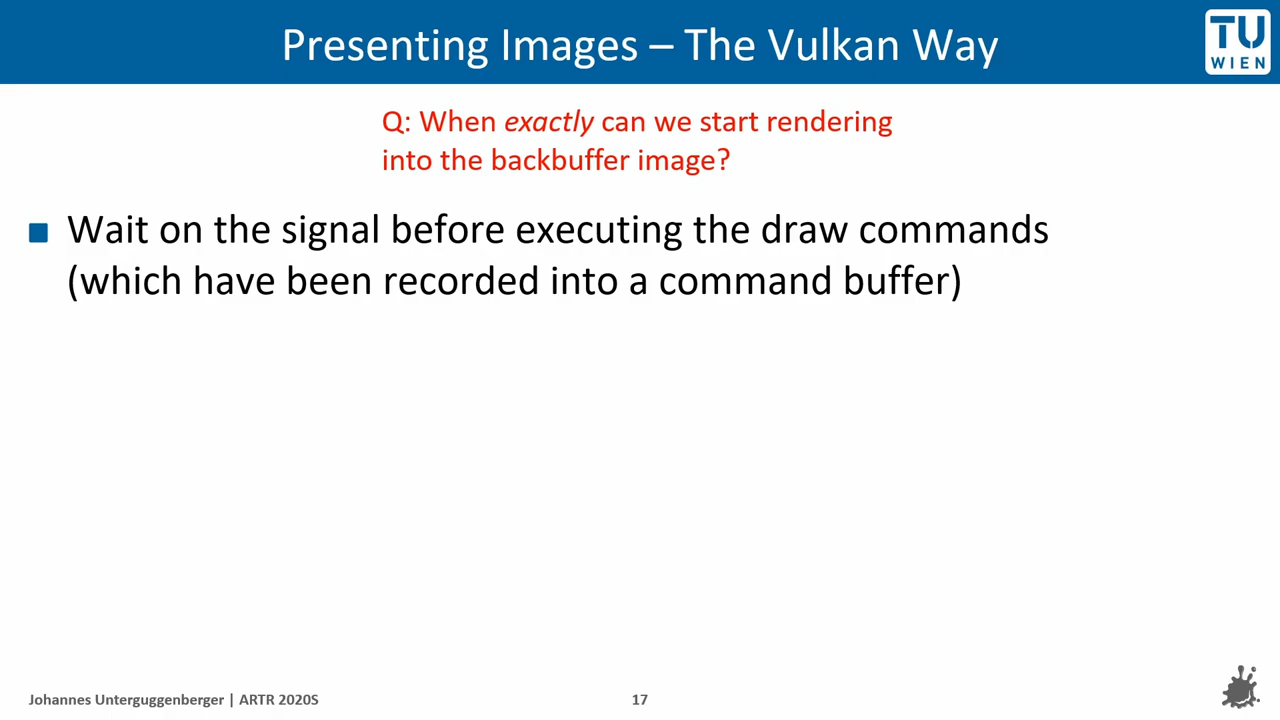 Presenting Images – The Vulkan Way
TU
WIEN
Q: When exactly can we start rendering
into the backbuffer image?
Wait on the signal before executing the draw commands
(which have been recorded into a command buffer)
Johannes Unterguggenberger | ARTR 2020S
17